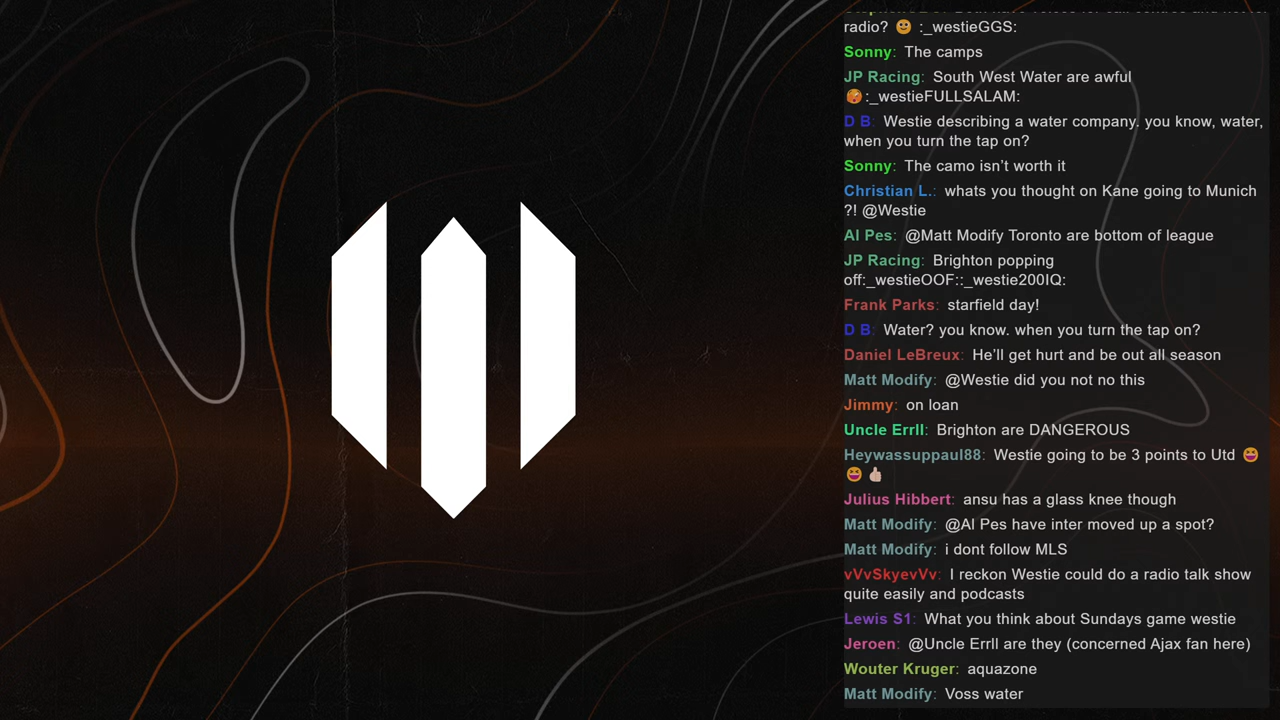 radio? 🙂 :_westieGGS:
Sonny: The camps
JP Racing: South West Water are awful
🥵:_westieFULLSALAM:
D B: Westie describing a water company. you know, water,
when you turn the tap on?
Sonny: The camo isn’t worth it
Christian L.: whats you thought on Kane going to Munich
?! @Westie
Al Pes: @Matt Modify Toronto are bottom of league
JP Racing: Brighton popping
off:_westieOOF::_westie200IQ:
Frank Parks: starfield day!
D B: Water? you know. when you turn the tap on?
Daniel LeBreux: He’ll get hurt and be out all season
Matt Modify: @Westie did you not no this
Jimmy: on loan
Uncle Errll: Brighton are DANGEROUS
Heywassuppaul88: Westie going to be 3 points to Utd 😆
😆 👍🏼
Julius Hibbert: ansu has a glass knee though
Matt Modify: @Al Pes have inter moved up a spot?
Matt Modify: i dont follow MLS
vVvSkyevVv: I reckon Westie could do a radio talk show
quite easily and podcasts
Lewis S1: What you think about Sundays game westie
Jeroen: @Uncle Errll are they (concerned Ajax fan here)
Wouter Kruger: aquazone
Matt Modify: Voss water